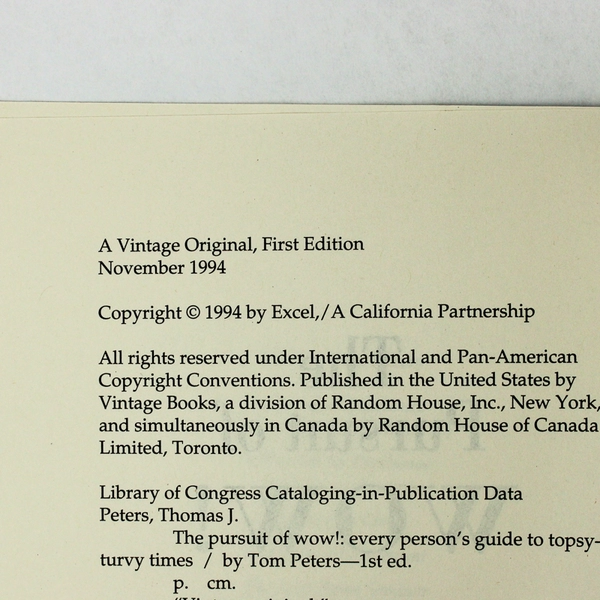 A Vintage Original, First Edition
November 1994
Copyright © 1994 by Excel,/A California Partnership
All rights reserved under International and Pan-American
Copyright Conventions. Published in the United States by
Vintage Books, a division of Random House, Inc., New York,
and simultaneously in Canada by Random House of Canada
Limited, Toronto.
Library of Congress Cataloging-in-Publication Data
Peters, Thomas J.
The pursuit of wow!: every person's guide to topsy-
turvy times / by Tom Peters—1st ed.
p. cm.